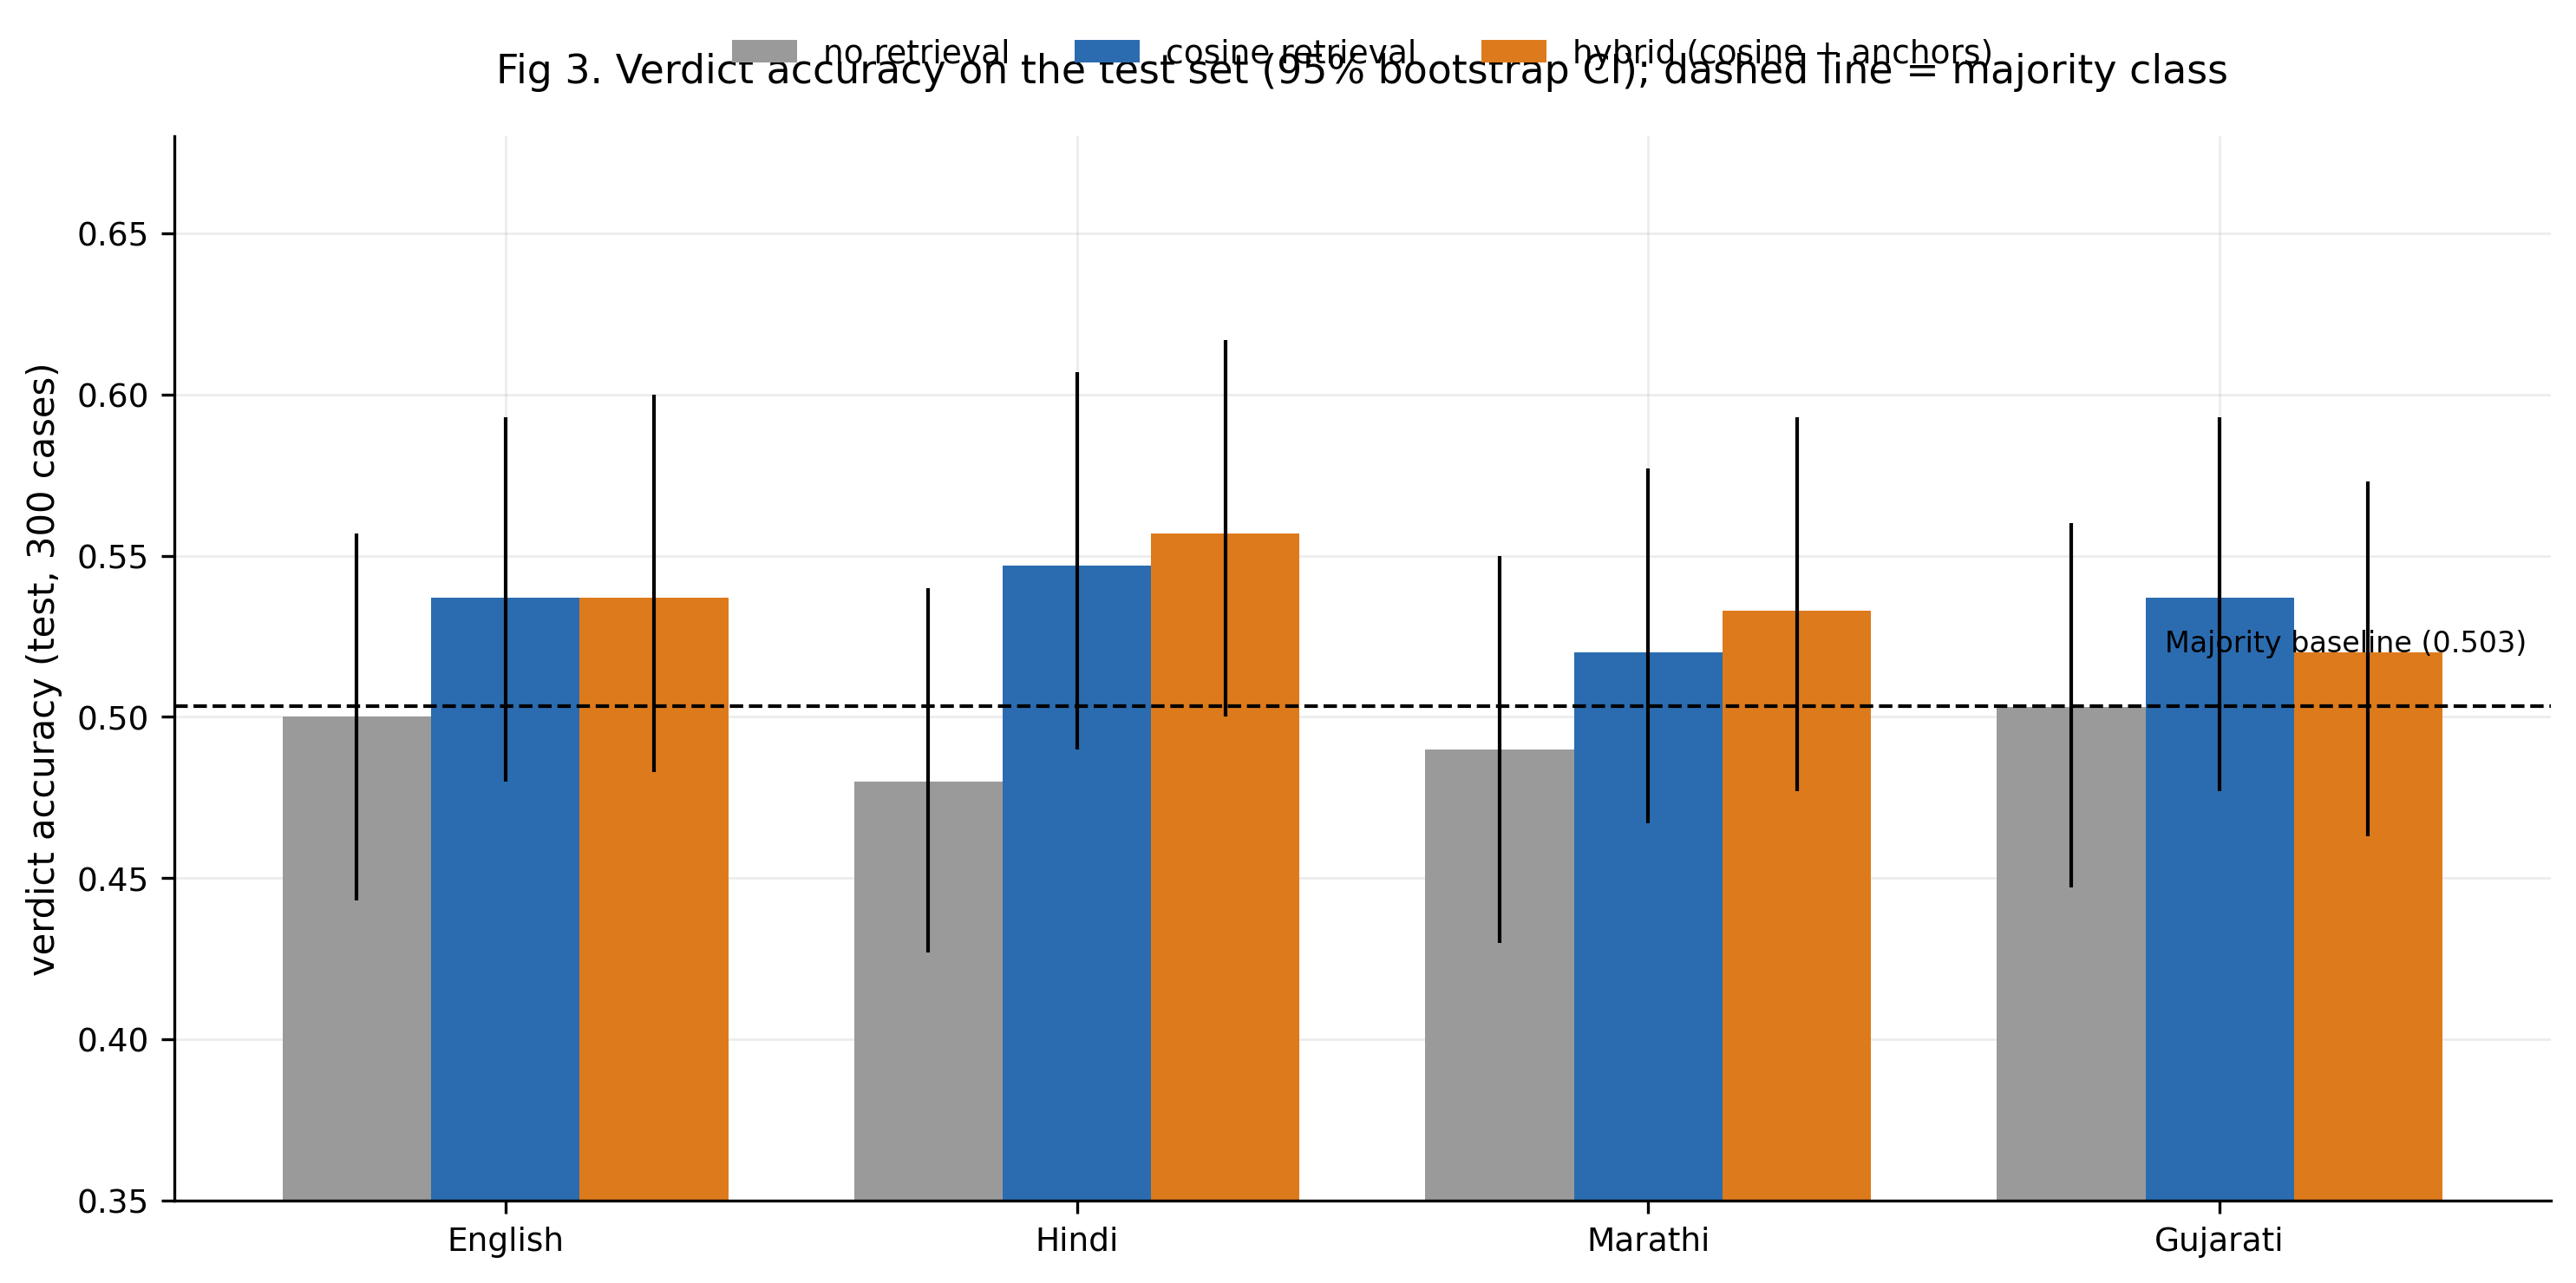 no retrieval cosine retrieval hybrid (cosine + anchors)
Fig 3. Verdict accuracy on the test set (95% bootstrap CI); dashed line = majority class
verdict accuracy (test, 300 cases)
0.65
0.60
0.55
0.50
0.45
0.40
0.35
Majority baseline (0.503)
English Hindi Marathi Gujarati